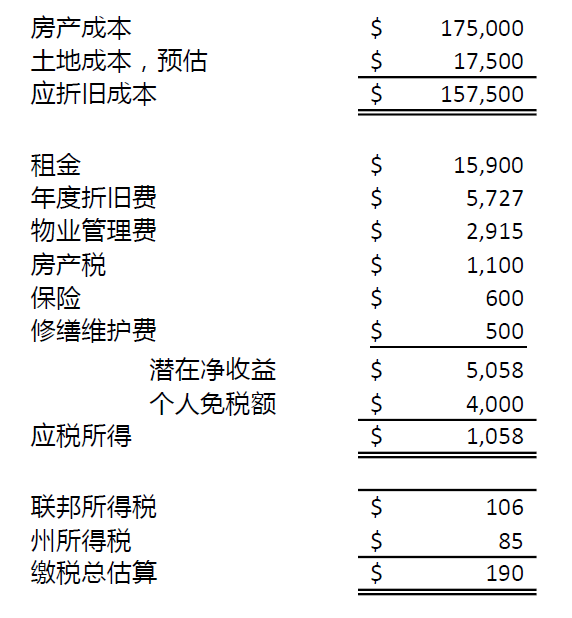 房产成本 $ 175,000
土地成本，预估 $ 17,500
应折旧成本 $ 157,500
租金 $ 15,900
年度折旧费 $ 5,727
物业管理费 $ 2,915
房产税 $ 1,100
保险 $ 600
修缮维护费 $ 500
潜在净收益 $ 5,058
个人免税额 $ 4,000
应税所得 $ 1,058
联邦所得税 $ 106
州所得税 $ 85
缴税总估算 $ 190